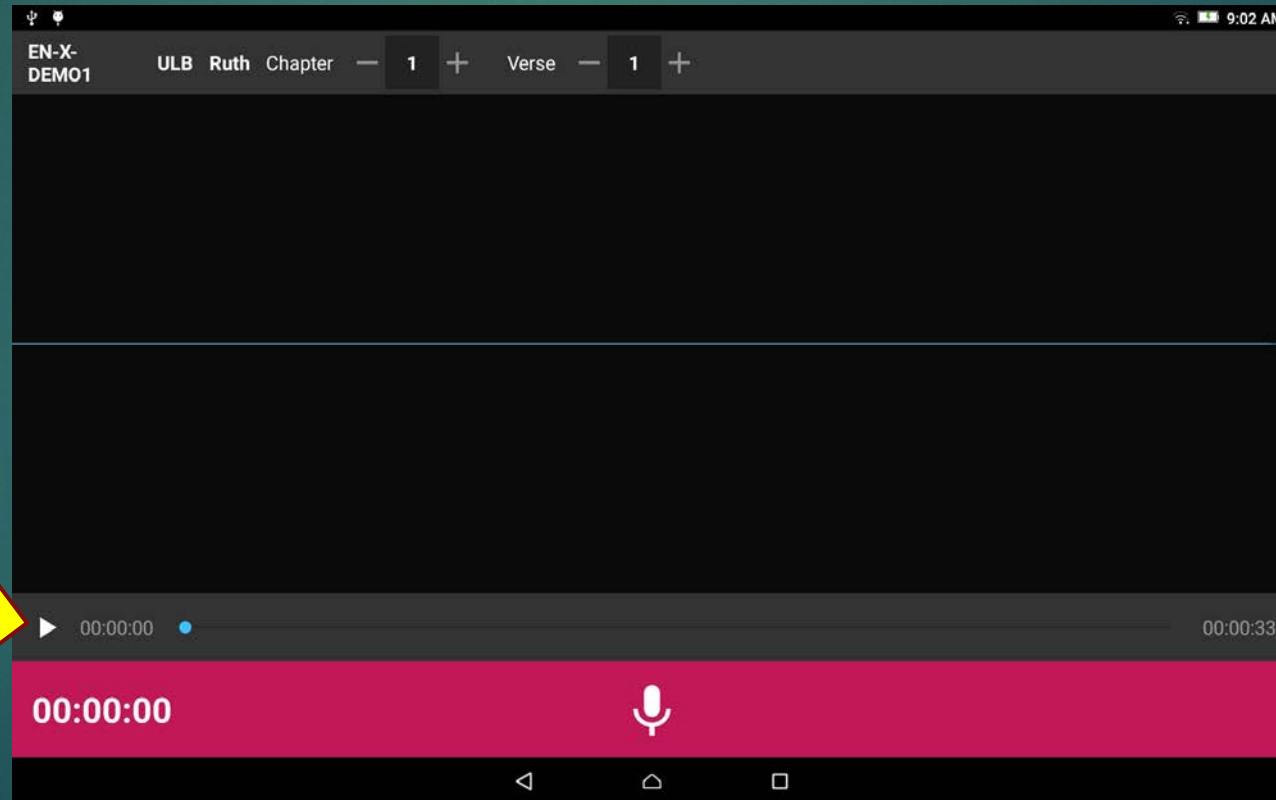 9:02 AM
EN-X-
DEMO1
ULB Ruth Chapter — 1 + Verse — 1 +
00:00:00 00:00:33
00:00:00